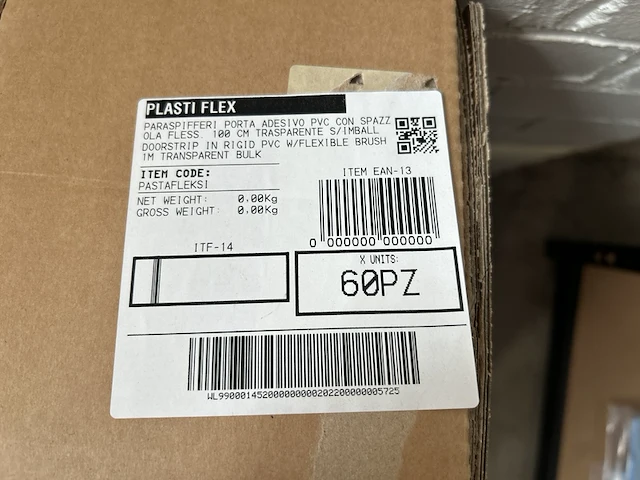 PLASTI FLEX
PARASPIFFERI PORTA ADESIVO PVC CON SPAZZ
OLA FLESS. 100 CM TRASPARENTE S/IMBALL
DOORSTRIP IN RIGID PVC W/FLEXIBLE BRUSH
1M TRANSPARENT BULK
ITEM CODE:
PASTAFLEKSI
NET WEIGHT: 0.00Kg
GROSS WEIGHT: 0.00Kg
ITEM EAN-13
0 000000 000000
ITF-14
X UNITS:
60PZ
WL990001452000000000202200000005725